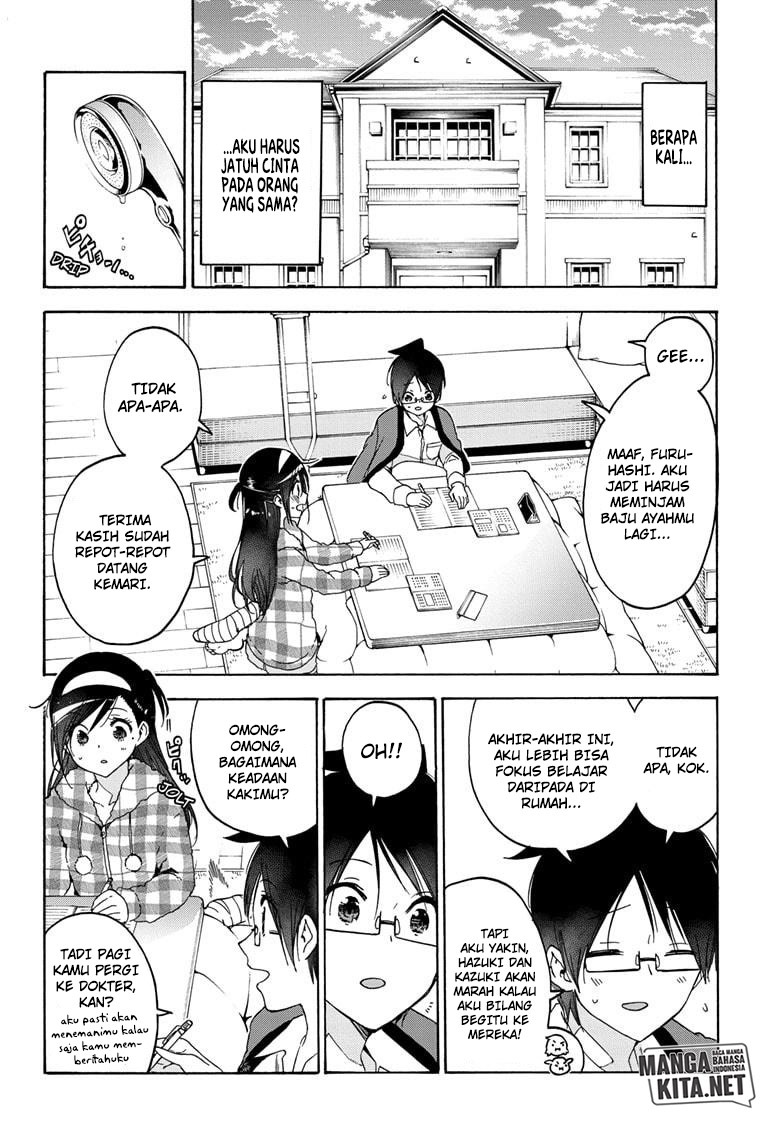 BERAPA
KALI...
...AKU HARUS
JATUH CINTA
PADA ORANG
YANG SAMA?
DRIP
GEE...
MAAF, FURU-
HASHI. AKU
JADI HARUS
MEMINJAM
BAJU AYAHMU
LAGI...
TIDAK
APA-APA.
TERIMA
KASIH SUDAH
REPOT-REPOT
DATANG
KEMARI.
TIDAK
APA, KOK.
AKHIR-AKHIR INI,
AKU LEBIH BISA
FOKUS BELAJAR
DARIPADA DI
RUMAH...
TAPI
AKU YAKIN,
HAZUKI DAN
KAZUKI AKAN
MARAH KALAU
AKU BILANG
BEGITU KE
MEREKA!
OH!!
OMONG-
OMONG,
BAGAIMANA
KEADAAN
KAKIMU?
JOLT
TADI PAGI
KAMU PERGI
KE DOKTER,
KAN?
aku pasti akan
menemanimu kalau
saja kamu mem-
beritahuku
MANGA
BACA MANGA
BAHASA
INDONESIA
KITA.NET